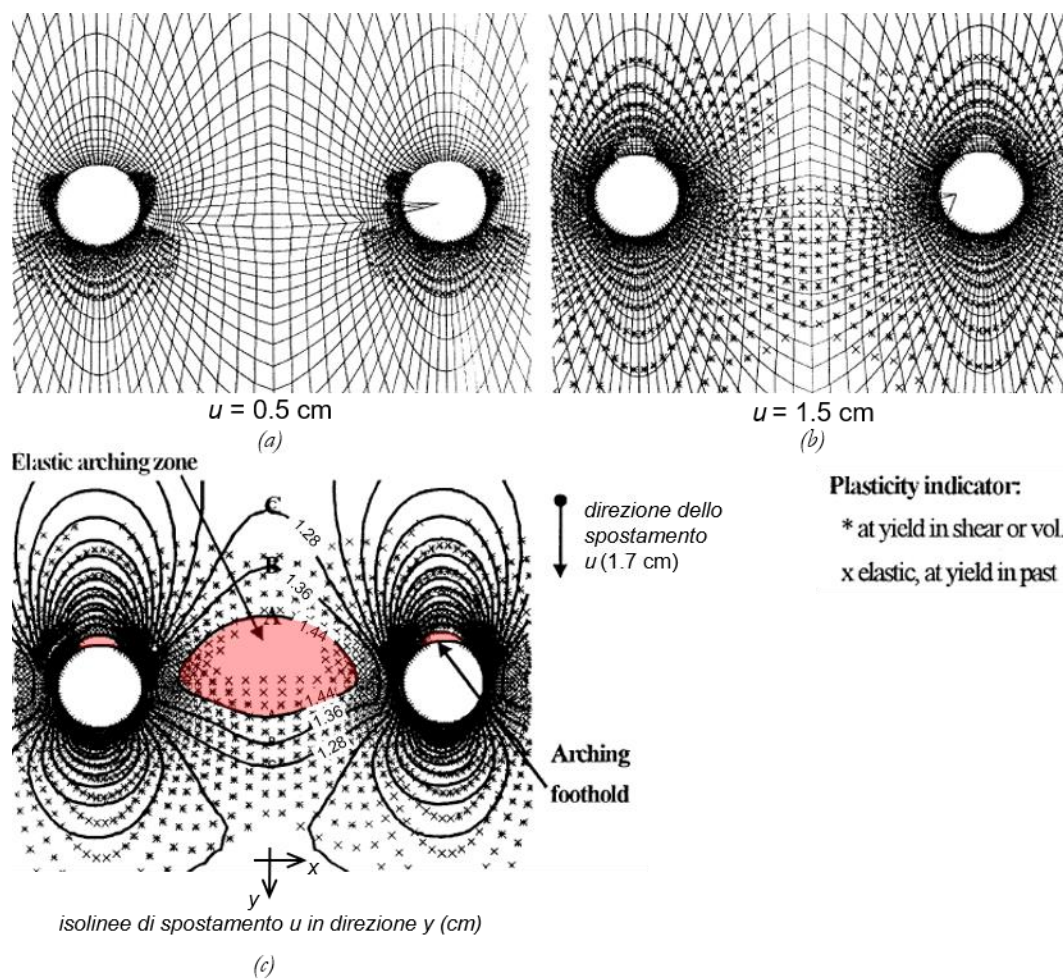 u = 0.5 cm
(a)
u = 1.5 cm
(b)
Elastic arching zone
C
1.28
B
1.36
A
1.44
1.44
1.36
1.28
direzione dello
spostamento
u (1.7 cm)
Plasticity indicator:
* at yield in shear or vol.
x elastic, at yield in past
Arching
foothold
x
y
isolinee di spostamento u in direzione y (cm)
(c)